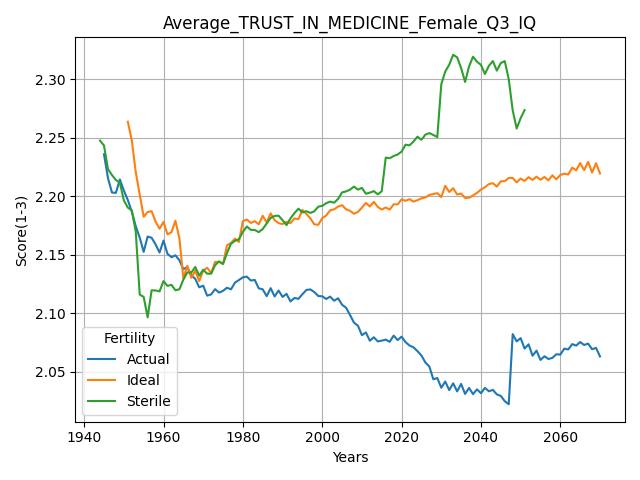 Average_TRUST_IN_MEDICINE_Female_Q3_IQ
Score(1-3)
2.30
2.25
2.20
2.15
2.10
2.05
Fertility
Actual
Ideal
Sterile
1940 1960 1980 2000 2020 2040 2060
Years